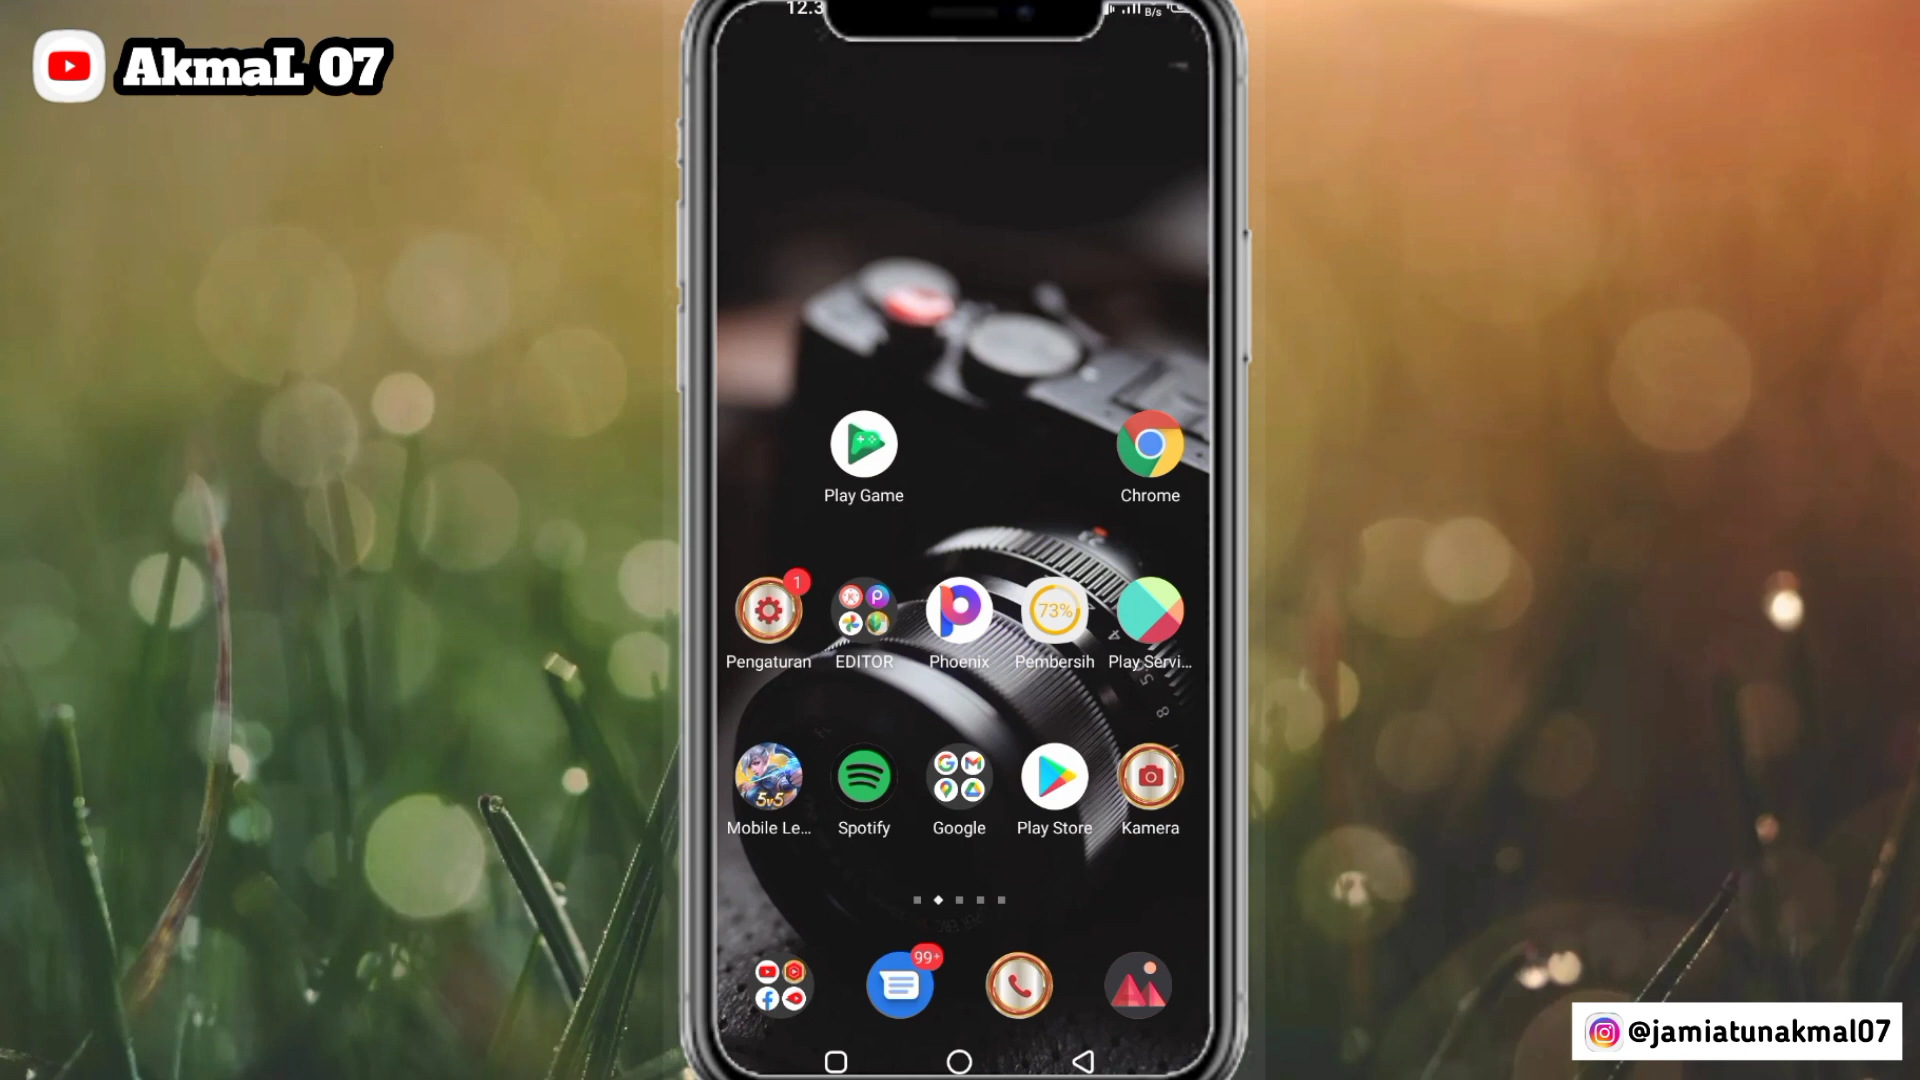 AkmaL 07
12.3
B/s
Play Game
Chrome
1
73%
Pengaturan
EDITOR
Phoenix
Pembersih
Play Servi...
5v5
Mobile Le...
Spotify
Google
Play Store
Kamera
99+
@jamiatunakmal07